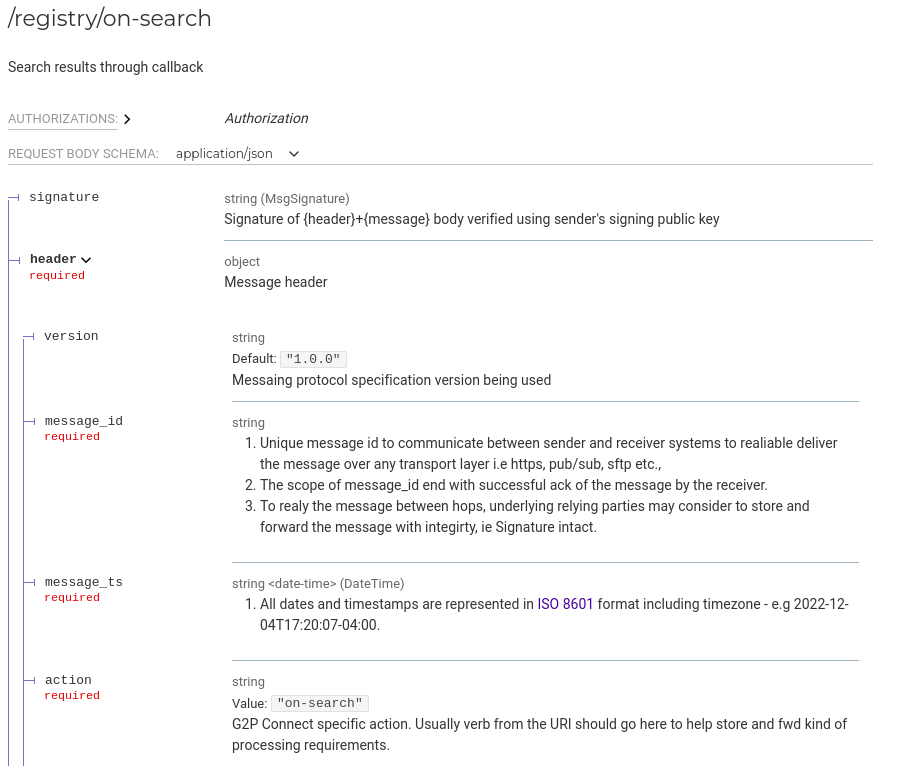 /registry/on-search
Search results through callback
AUTHORIZATIONS: Authorization
REQUEST BODY SCHEMA: application/json
signature string (MsgSignature)
Signature of {header}+{message} body verified using sender's signing public key
header object
required Message header
version string
Default: "1.0.0"
Messaing protocol specification version being used
message_id string
required
1. Unique message id to communicate between sender and receiver systems to realiable deliver
the message over any transport layer i.e https, pub/sub, sftp etc.,
2. The scope of message_id end with successful ack of the message by the receiver.
3. To realy the message between hops, underlying relying parties may consider to store and
forward the message with integirty, ie Signature intact.
message_ts string <date-time> (DateTime)
required
1. All dates and timestamps are represented in ISO 8601 format including timezone - e.g 2022-12-
04T17:20:07-04:00.
action string
required
Value: "on-search"
G2P Connect specific action. Usually verb from the URI should go here to help store and fwd kind of
processing requirements.